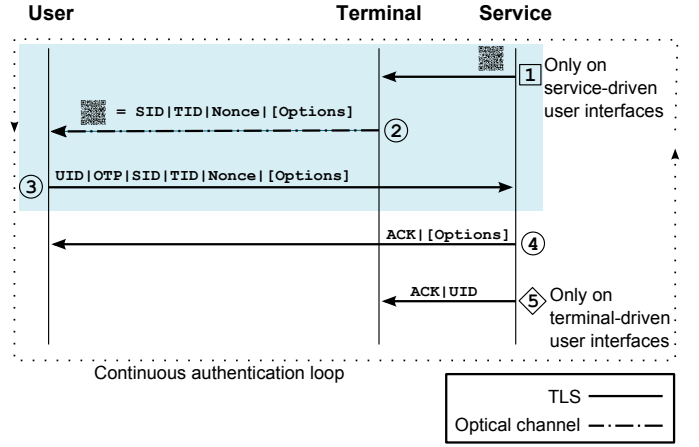 User
Terminal
Service
1
Only on
service-driven
user interfaces
= SID|TID|Nonce|[Options]
2
UID|OTP|SID|TID|Nonce|[Options]
3
ACK|[Options]
4
ACK|UID
5
Only on
terminal-driven
user interfaces
Continuous authentication loop
TLS
Optical channel